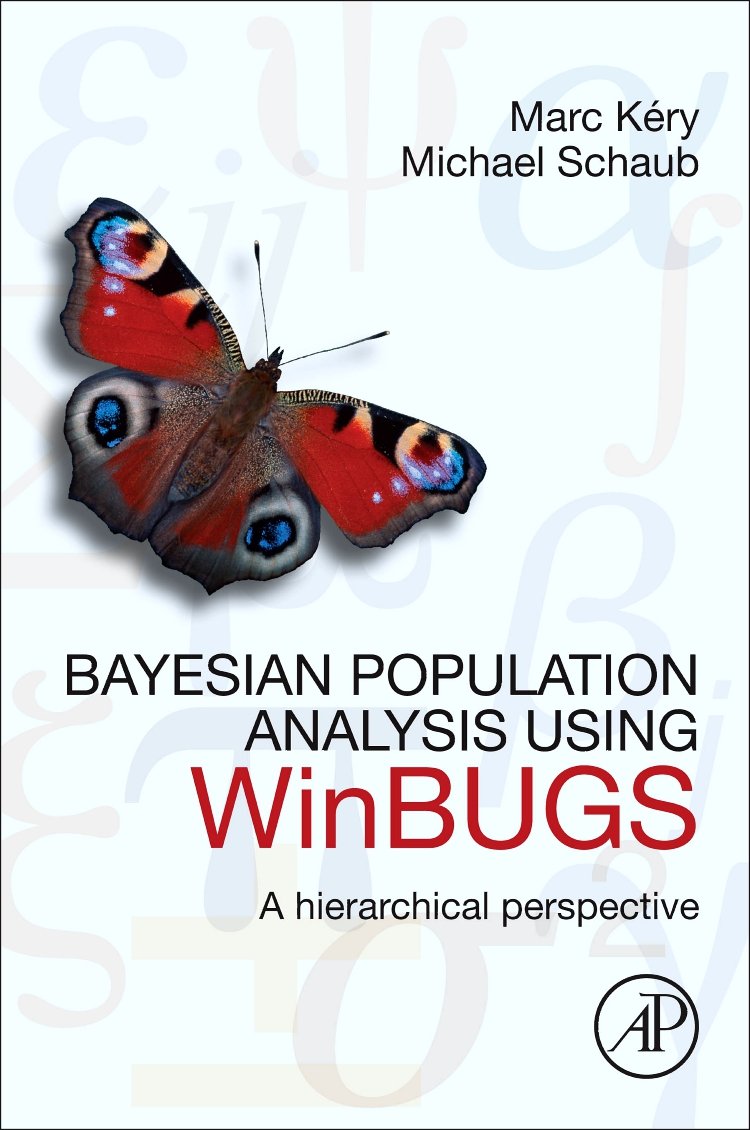 Marc Kéry
Michael Schaub
BAYESIAN POPULATION
ANALYSIS USING
WinBUGS
A hierarchical perspective
AP